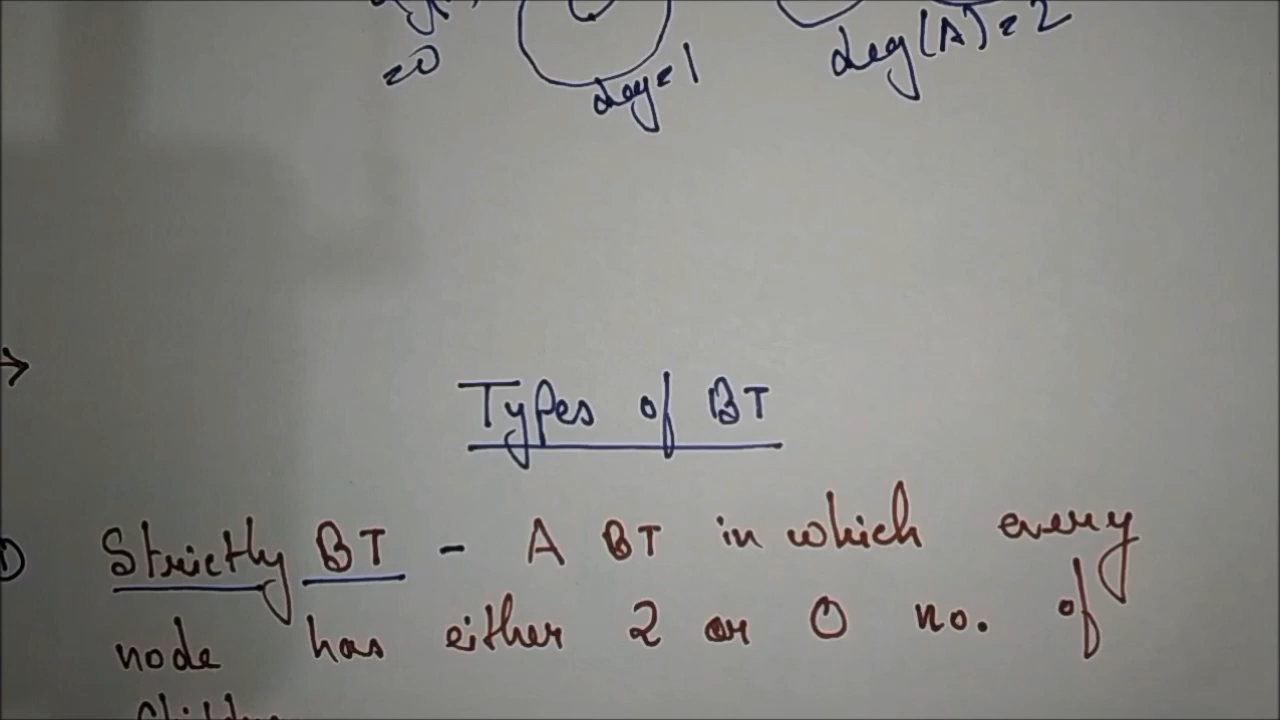 =0
deg=1
deg(A)=2
→
Types of BT
① Strictly BT - A BT in which every
node has either 2 or 0 no. of